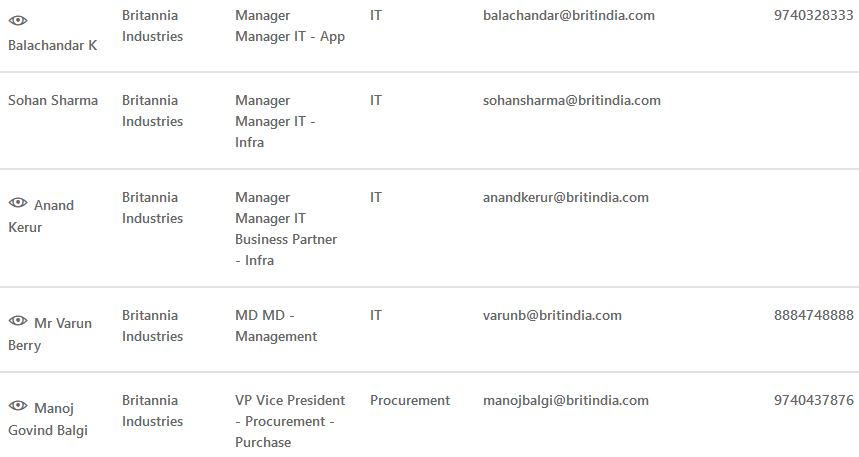 Britannia Manager IT balachandar@britindia.com 9740328333
Balachandar K Industries Manager IT - App
Sohan Sharma Britannia Manager IT sohansharma@britindia.com
Industries Manager IT -
Infra
Anand Britannia Manager IT anandkerur@britindia.com
Kerur Industries Manager IT
Business Partner
- Infra
Mr Varun Britannia MD MD - IT varunb@britindia.com 8884748888
Berry Industries Management
Manoj Britannia VP Vice President Procurement manojbalgi@britindia.com 9740437876
Govind Balgi Industries - Procurement -
Purchase